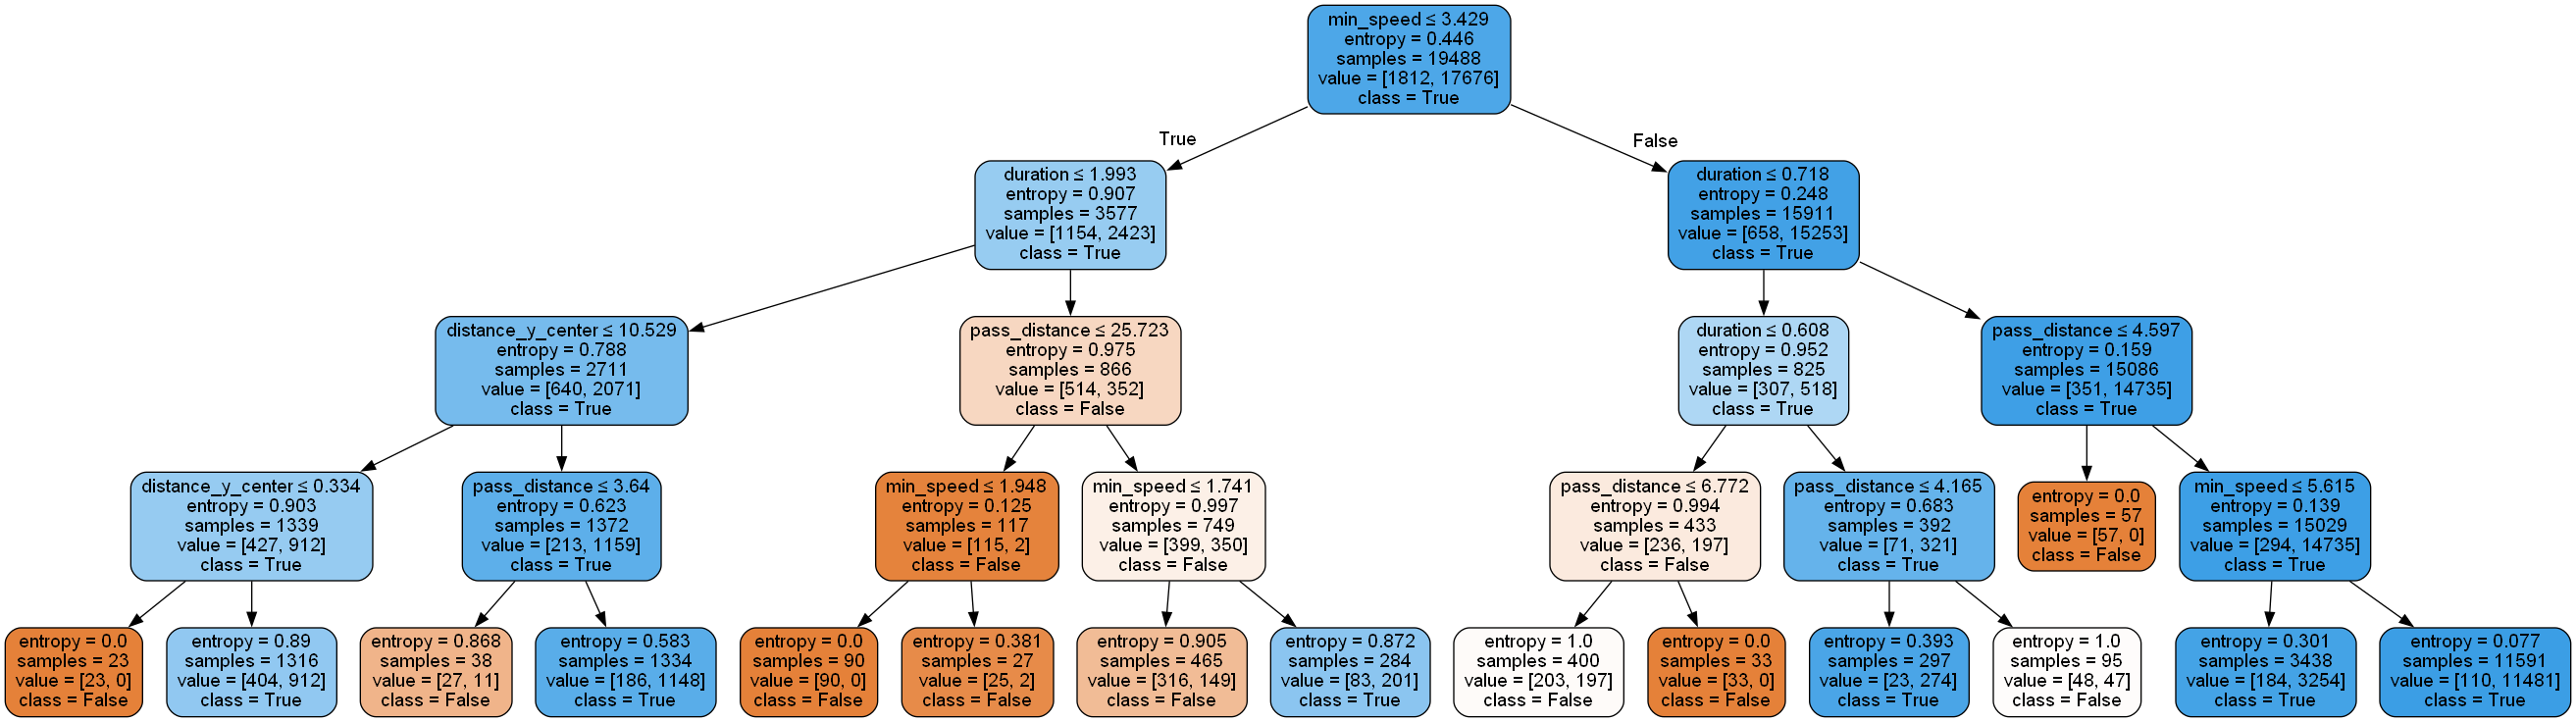 min_speed ≤ 3.429
entropy = 0.446
samples = 19488
value = [1812, 17676]
class = True
True
False
duration ≤ 1.993
entropy = 0.907
samples = 3577
value = [1154, 2423]
class = True
duration ≤ 0.718
entropy = 0.248
samples = 15911
value = [658, 15253]
class = True
distance_y_center ≤ 10.529
entropy = 0.788
samples = 2711
value = [640, 2071]
class = True
pass_distance ≤ 25.723
entropy = 0.975
samples = 866
value = [514, 352]
class = False
duration ≤ 0.608
entropy = 0.952
samples = 825
value = [307, 518]
class = True
pass_distance ≤ 4.597
entropy = 0.159
samples = 15086
value = [351, 14735]
class = True
distance_y_center ≤ 0.334
entropy = 0.903
samples = 1339
value = [427, 912]
class = True
pass_distance ≤ 3.64
entropy = 0.623
samples = 1372
value = [213, 1159]
class = True
min_speed ≤ 1.948
entropy = 0.125
samples = 117
value = [115, 2]
class = False
min_speed ≤ 1.741
entropy = 0.997
samples = 749
value = [399, 350]
class = False
pass_distance ≤ 6.772
entropy = 0.994
samples = 433
value = [236, 197]
class = False
pass_distance ≤ 4.165
entropy = 0.683
samples = 392
value = [71, 321]
class = True
entropy = 0.0
samples = 57
value = [57, 0]
class = False
min_speed ≤ 5.615
entropy = 0.139
samples = 15029
value = [294, 14735]
class = True
entropy = 0.0
samples = 23
value = [23, 0]
class = False
entropy = 0.89
samples = 1316
value = [404, 912]
class = True
entropy = 0.868
samples = 38
value = [27, 11]
class = False
entropy = 0.583
samples = 1334
value = [186, 1148]
class = True
entropy = 0.0
samples = 90
value = [90, 0]
class = False
entropy = 0.381
samples = 27
value = [25, 2]
class = False
entropy = 0.905
samples = 465
value = [316, 149]
class = False
entropy = 0.872
samples = 284
value = [83, 201]
class = True
entropy = 1.0
samples = 400
value = [203, 197]
class = False
entropy = 0.0
samples = 33
value = [33, 0]
class = False
entropy = 0.393
samples = 297
value = [23, 274]
class = True
entropy = 1.0
samples = 95
value = [48, 47]
class = False
entropy = 0.301
samples = 3438
value = [184, 3254]
class = True
entropy = 0.077
samples = 11591
value = [110, 11481]
class = True